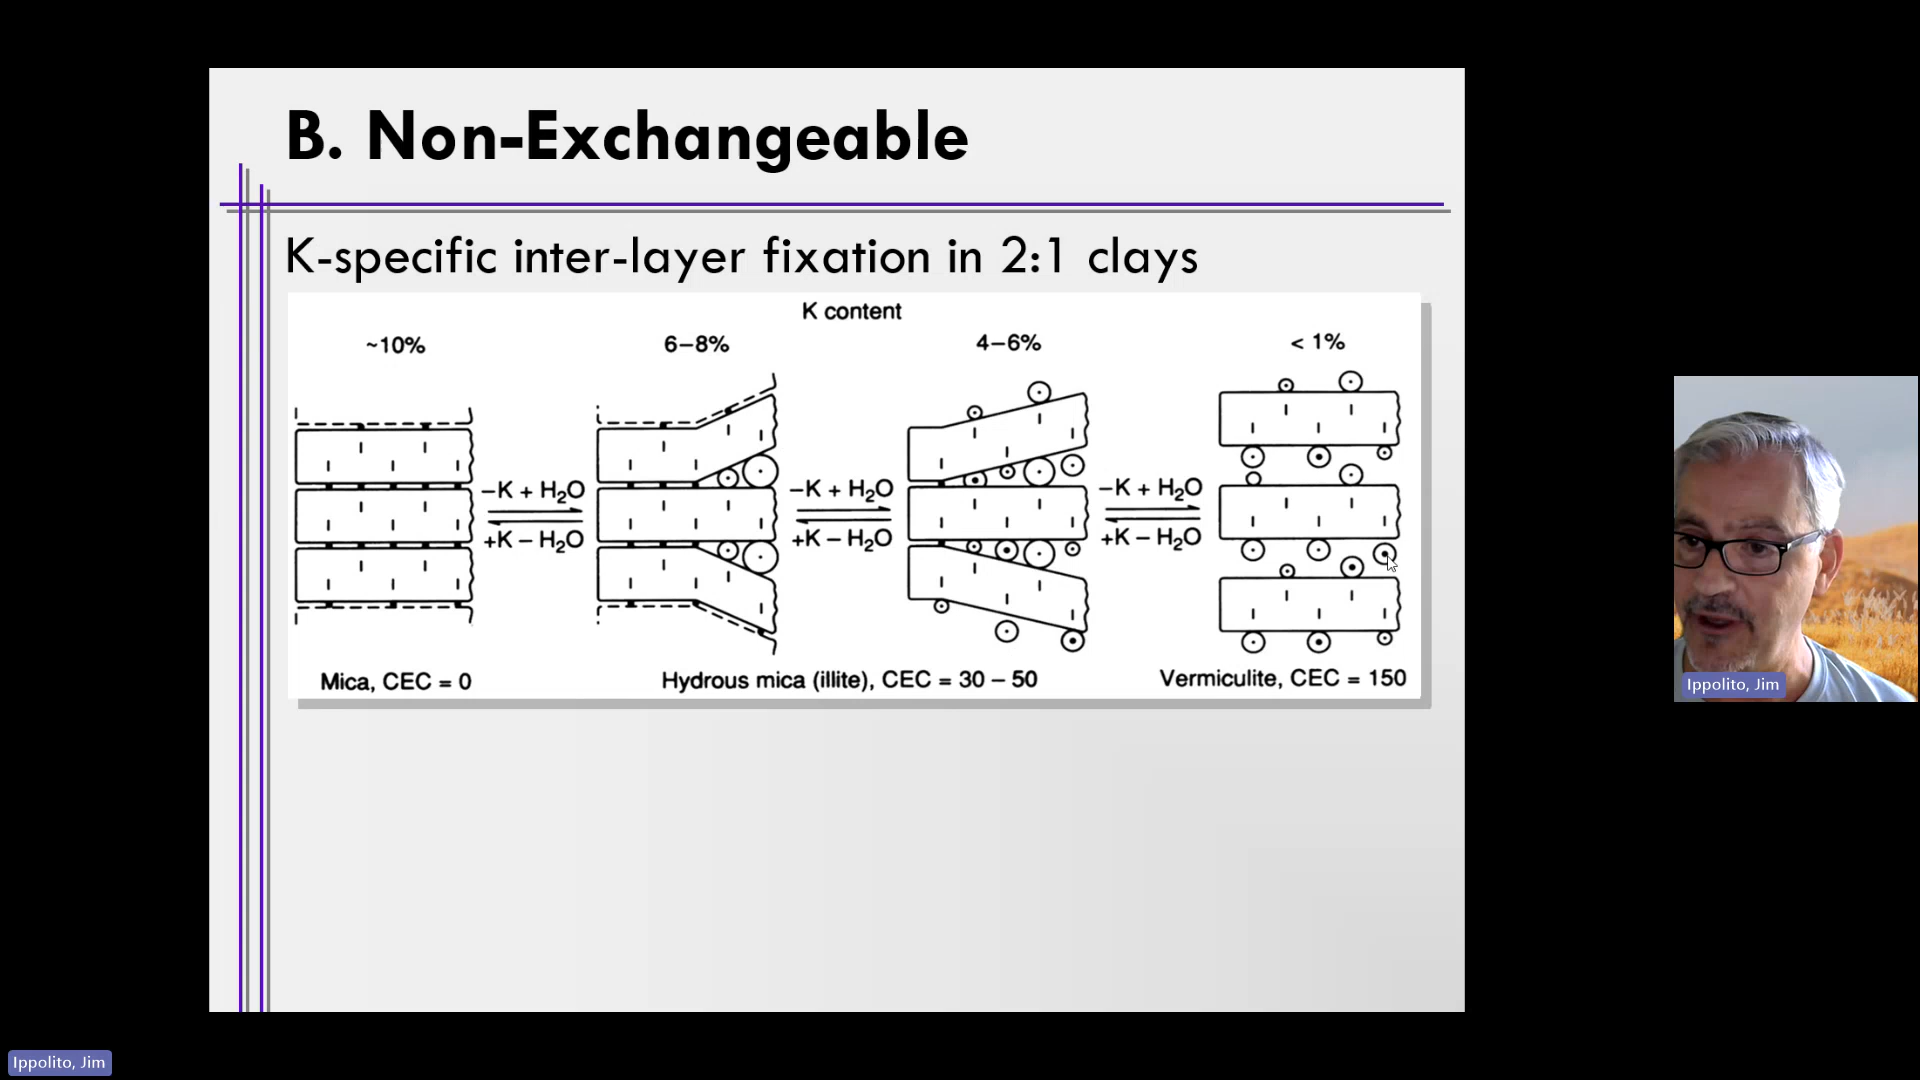 B. Non-Exchangeable
K-specific inter-layer fixation in 2:1 clays
K content
~10%
6–8%
4–6%
< 1%
−K + H₂O
+K − H₂O
−K + H₂O
+K − H₂O
−K + H₂O
+K − H₂O
Mica, CEC = 0
Hydrous mica (illite), CEC = 30 – 50
Vermiculite, CEC = 150
Ippolito, Jim
Ippolito, Jim